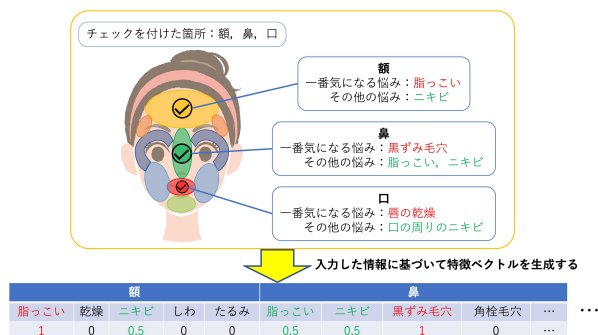 チェックを付けた箇所：額，鼻，口
額
一番気になる悩み：脂っこい
その他の悩み：ニキビ
鼻
一番気になる悩み：黒ずみ毛穴
その他の悩み：脂っこい，ニキビ
口
一番気になる悩み：唇の乾燥
その他の悩み：口の周りのニキビ
入力した情報に基づいて特徴ベクトルを生成する
額 鼻
脂っこい 乾燥 ニキビ しわ たるみ 脂っこい ニキビ 黒ずみ毛穴 角栓毛穴 … …
1 0 0.5 0 0 0.5 0.5 1 0 …